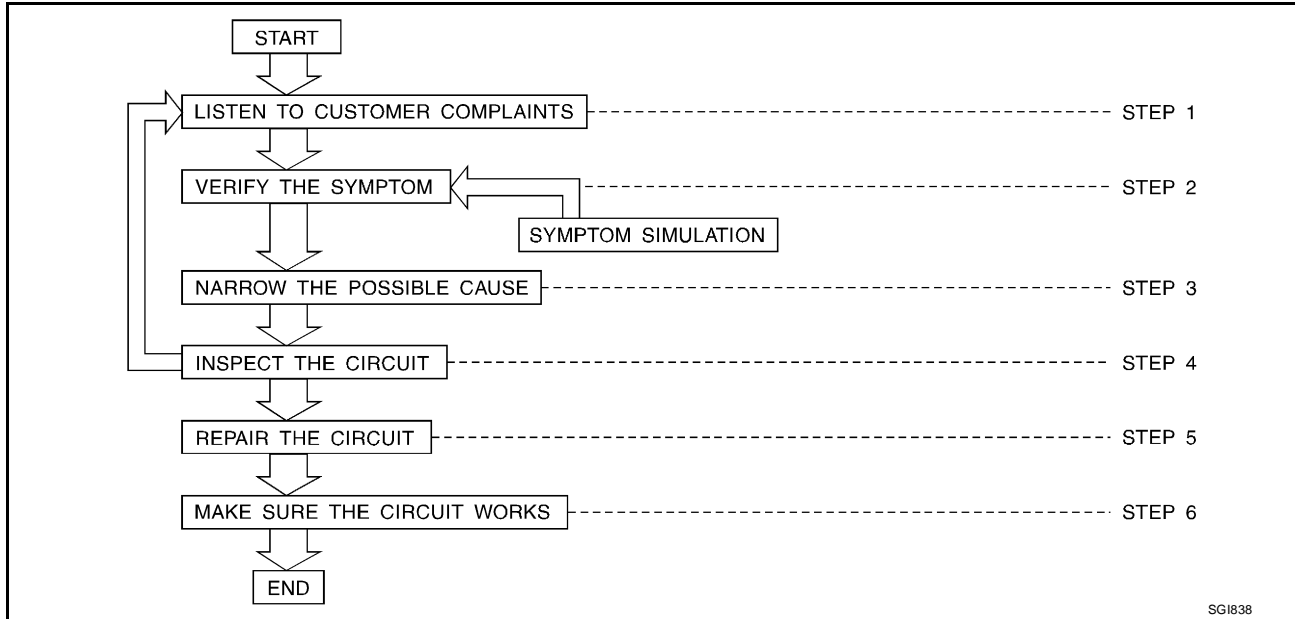 START
LISTEN TO CUSTOMER COMPLAINTS
STEP 1
VERIFY THE SYMPTOM
STEP 2
SYMPTOM SIMULATION
NARROW THE POSSIBLE CAUSE
STEP 3
INSPECT THE CIRCUIT
STEP 4
REPAIR THE CIRCUIT
STEP 5
MAKE SURE THE CIRCUIT WORKS
STEP 6
END
SGI838